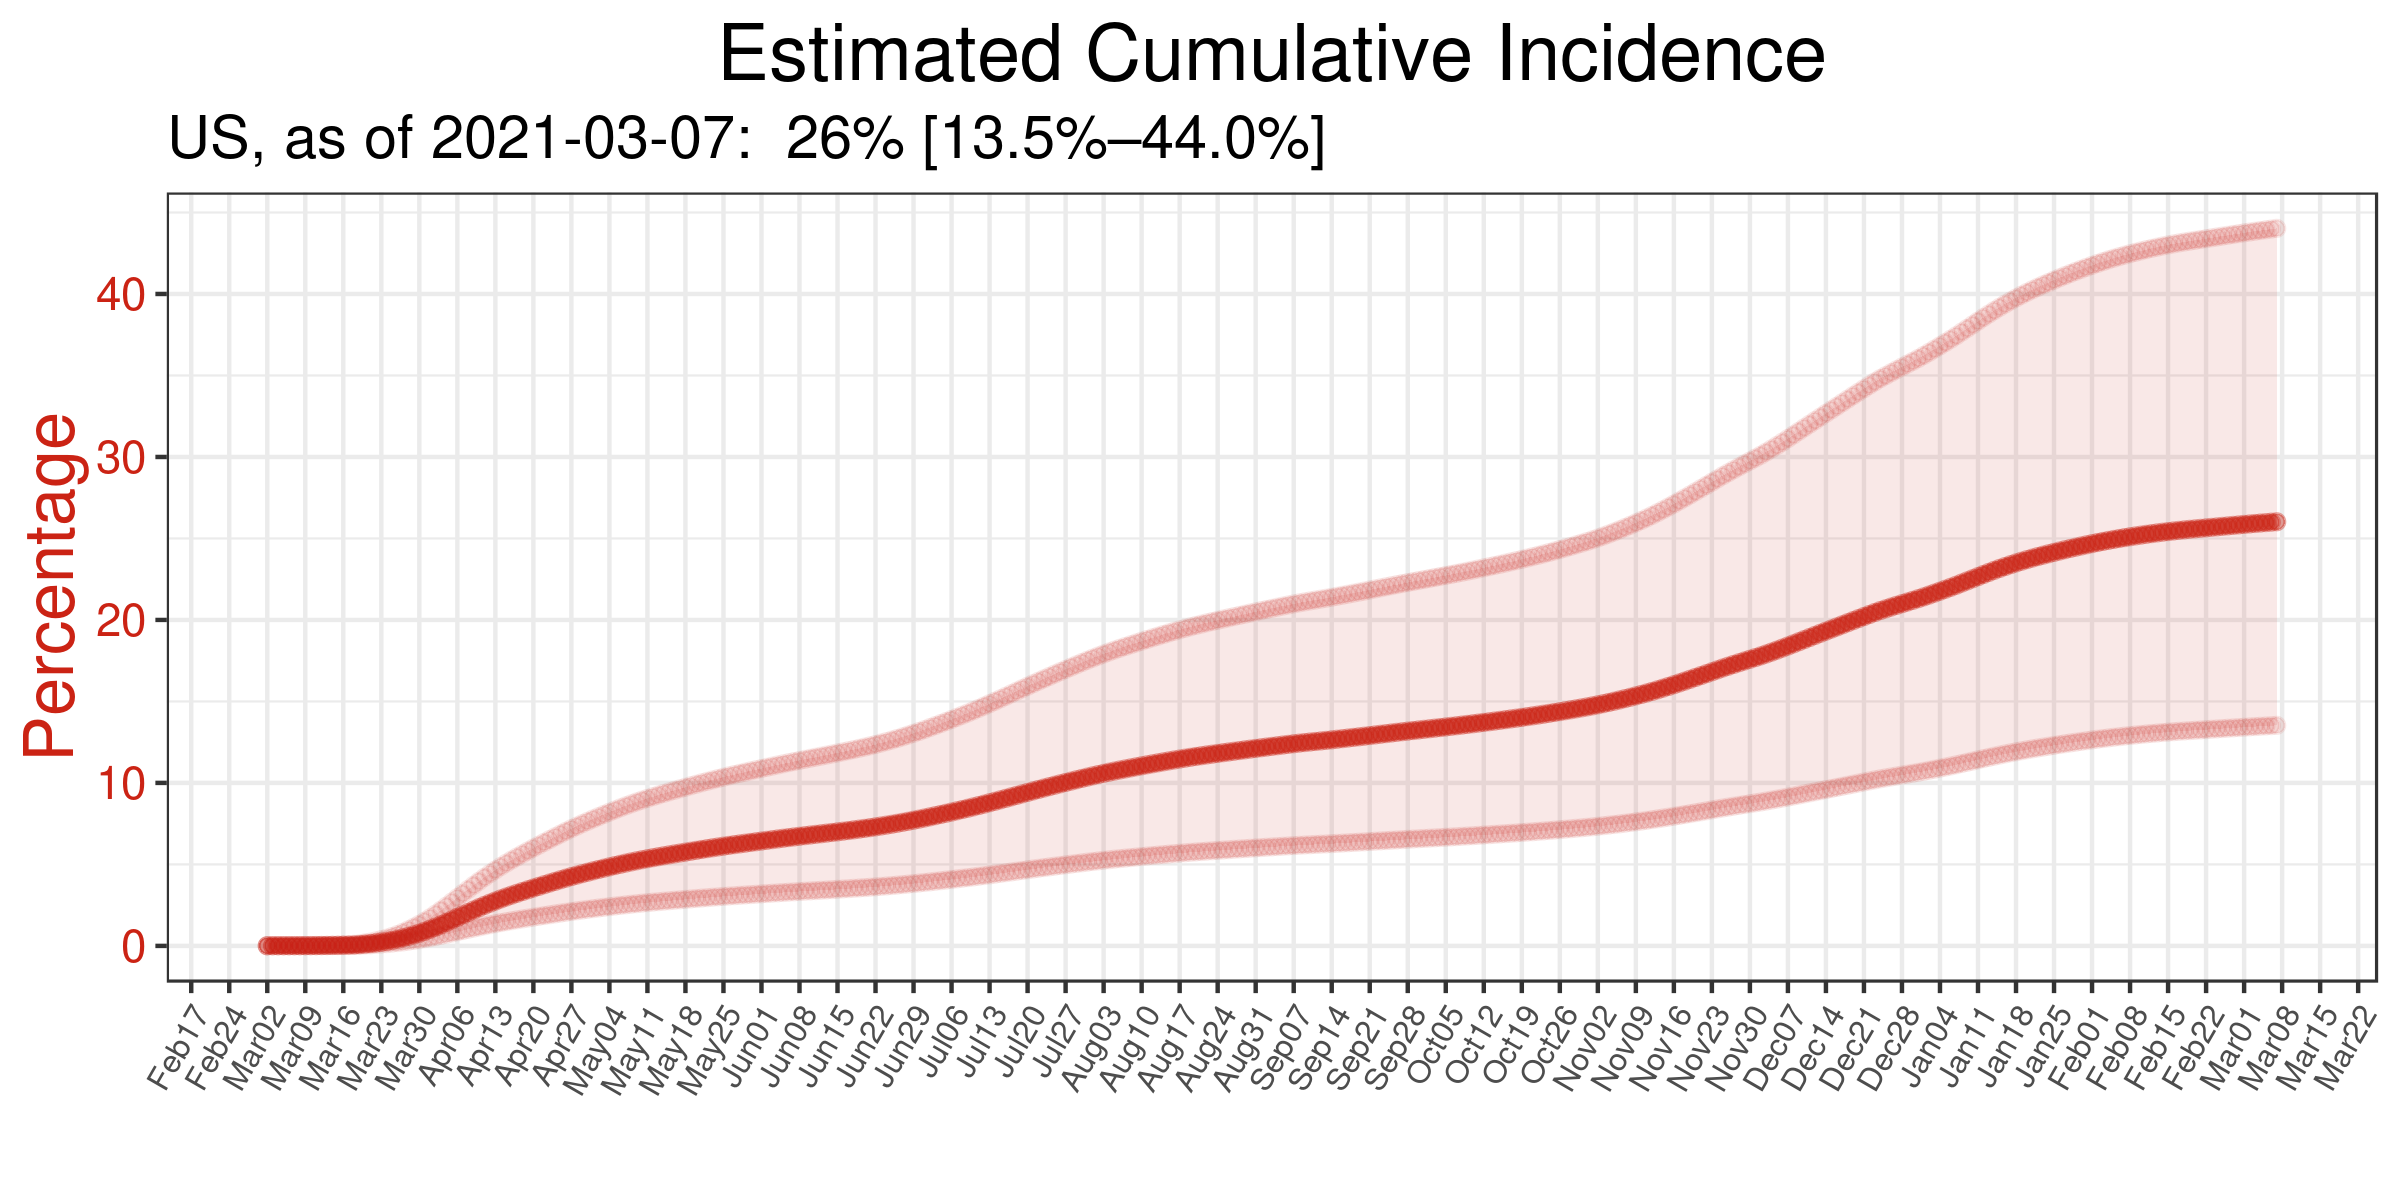 Estimated Cumulative Incidence
US, as of 2021-03-07: 26% [13.5%–44.0%]
Percentage
40
30
20
10
0
Feb17 Feb24 Mar02 Mar09 Mar16 Mar23 Mar30 Apr06 Apr13 Apr20 Apr27 May04 May11 May18 May25 Jun01 Jun08 Jun15 Jun22 Jun29 Jul06 Jul13 Jul20 Jul27 Aug03 Aug10 Aug17 Aug24 Aug31 Sep07 Sep14 Sep21 Sep28 Oct05 Oct12 Oct19 Oct26 Nov02 Nov09 Nov16 Nov23 Nov30 Dec07 Dec14 Dec21 Dec28 Jan04 Jan11 Jan18 Jan25 Feb01 Feb08 Feb15 Feb22 Mar01 Mar08 Mar15 Mar22